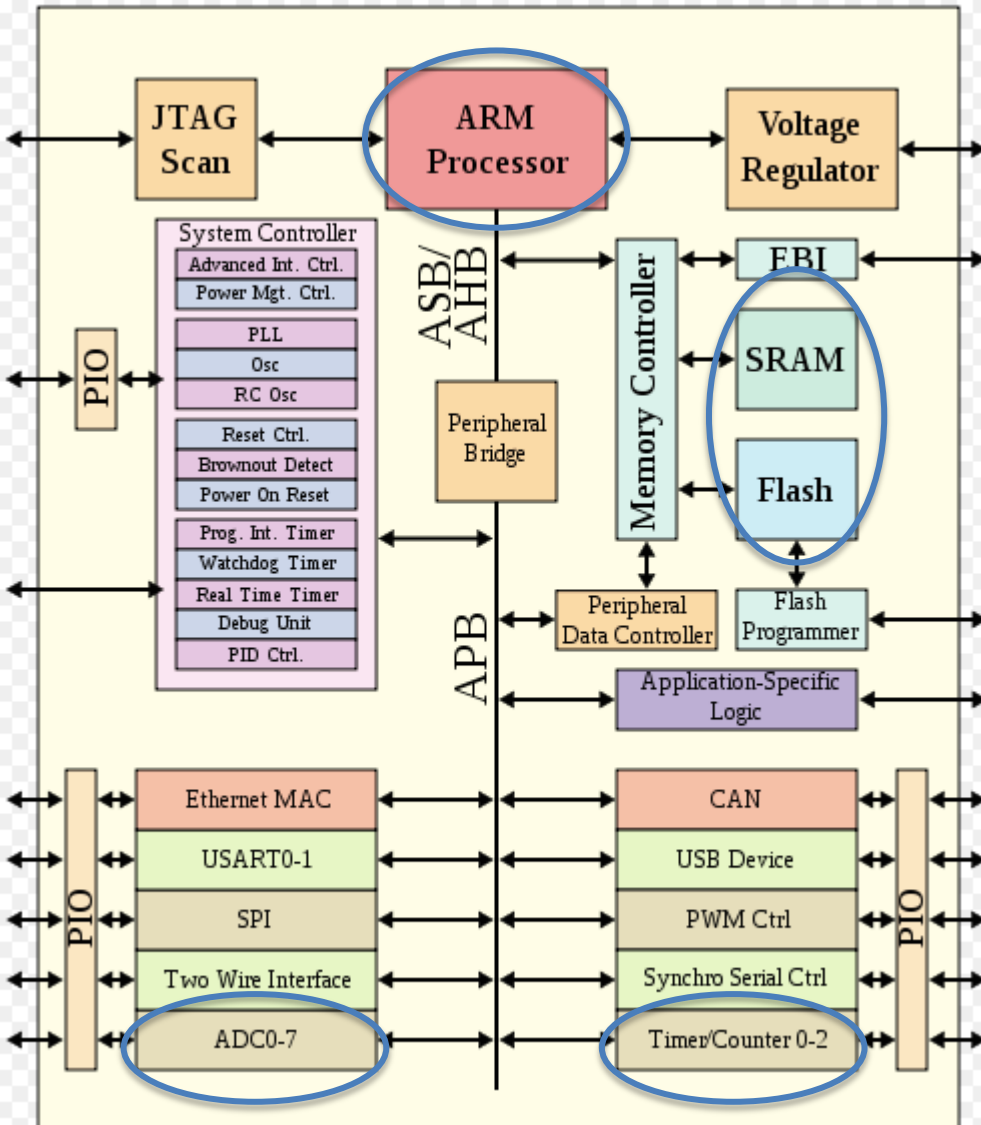 JTAG
Scan
ARM
Processor
Voltage
Regulator
System Controller
Advanced Int. Ctrl.
Power Mgt. Ctrl.
PLL
Osc
RC Osc
Reset Ctrl.
Brownout Detect
Power On Reset
Prog. Int. Timer
Watchdog Timer
Real Time Timer
Debug Unit
PID Ctrl.
PIO
ASB/
AHB
Peripheral
Bridge
APB
Memory Controller
EBI
SRAM
Flash
Peripheral
Data Controller
Flash
Programmer
Application-Specific
Logic
PIO
Ethernet MAC
USART0-1
SPI
Two Wire Interface
ADC0-7
CAN
USB Device
PWM Ctrl
Synchro Serial Ctrl
Timer/Counter 0-2
PIO